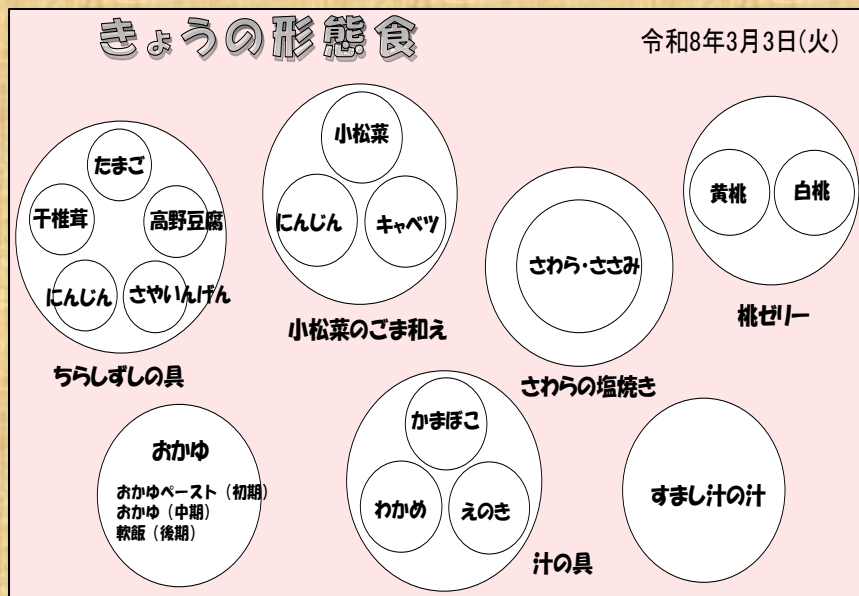 きょうの形態食
令和8年3月3日(火)
たまご
干椎茸
高野豆腐
にんじん
さやいんげん
ちらしずしの具
小松菜
にんじん
キャベツ
小松菜のごま和え
さわら・ささみ
さわらの塩焼き
黄桃
白桃
桃ゼリー
おかゆ
おかゆペースト（初期）
おかゆ（中期）
軟飯（後期）
かまぼこ
わかめ
えのき
汁の具
すまし汁の汁